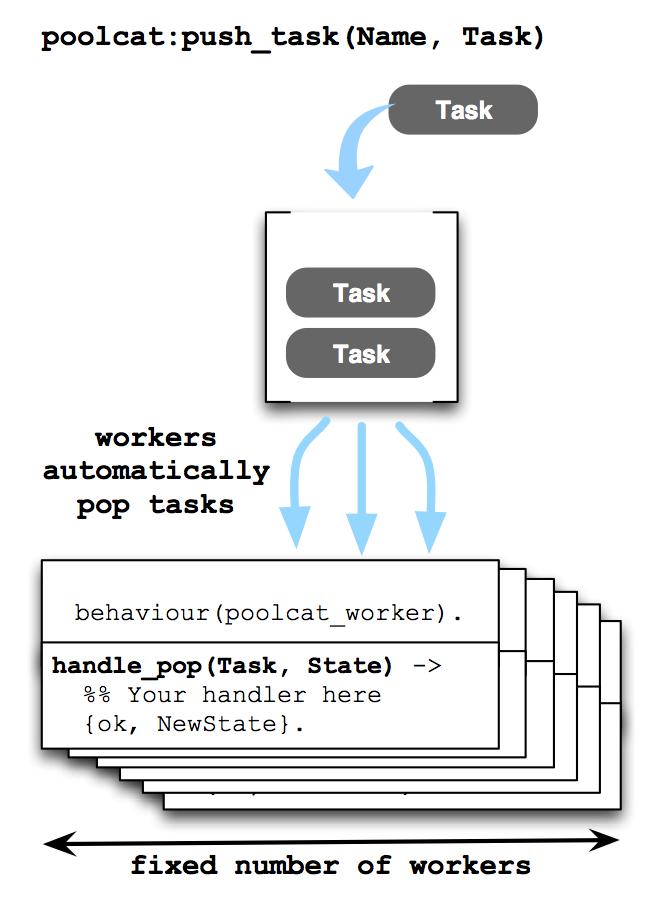 poolcat:push_task(Name, Task)
Task
Task
Task
workers
automatically
pop tasks
behaviour(poolcat_worker).
handle_pop(Task, State) ->
%% Your handler here
{ok, NewState}.
fixed number of workers